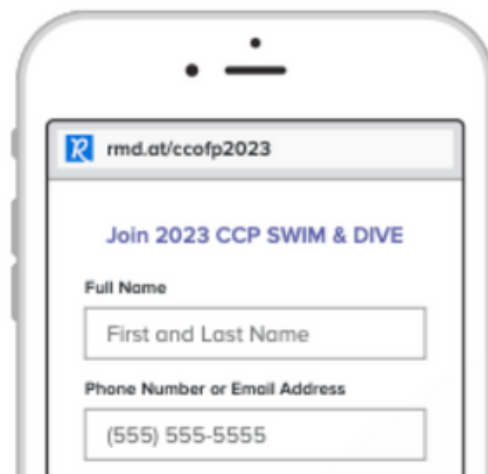 rmd.at/ccofp2023
Join 2023 CCP SWIM & DIVE
Full Name
First and Last Name
Phone Number or Email Address
(555) 555-5555